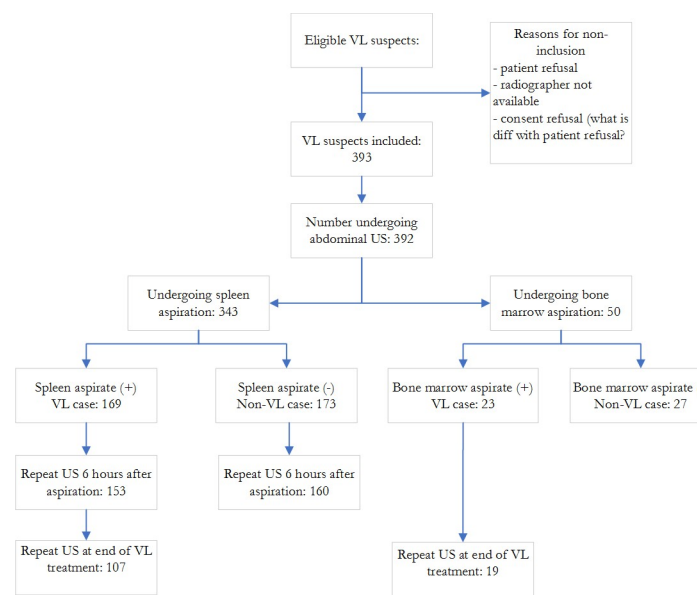 Eligible VL suspects:
Reasons for non-
inclusion
- patient refusal
- radiographer not
available
- consent refusal (what is
diff with patient refusal?
VL suspects included:
393
Number undergoing
abdominal US: 392
Undergoing spleen
aspiration: 343
Undergoing bone
marrow aspiration: 50
Spleen aspirate (+)
VL case: 169
Spleen aspirate (-)
Non-VL case: 173
Bone marrow aspirate (+)
VL case: 23
Bone marrow aspirate
Non-VL case: 27
Repeat US 6 hours after
aspiration: 153
Repeat US 6 hours after
aspiration: 160
Repeat US at end of VL
treatment: 107
Repeat US at end of VL
treatment: 19